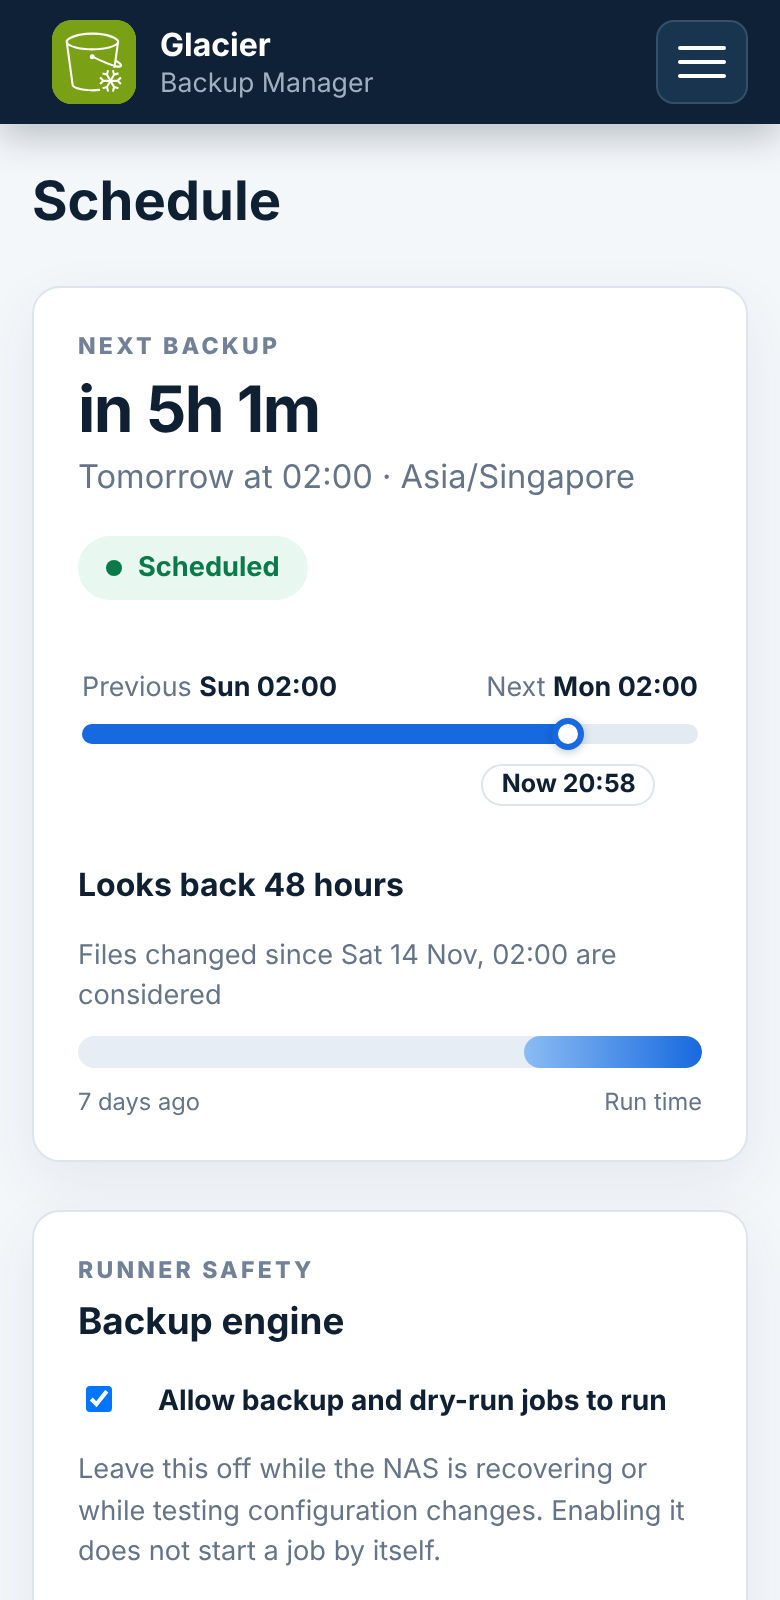 Glacier
Backup Manager
Schedule
NEXT BACKUP
in 5h 1m
Tomorrow at 02:00 · Asia/Singapore
Scheduled
Previous Sun 02:00
Next Mon 02:00
Now 20:58
Looks back 48 hours
Files changed since Sat 14 Nov, 02:00 are
considered
7 days ago
Run time
RUNNER SAFETY
Backup engine
Allow backup and dry-run jobs to run
Leave this off while the NAS is recovering or
while testing configuration changes. Enabling it
does not start a job by itself.